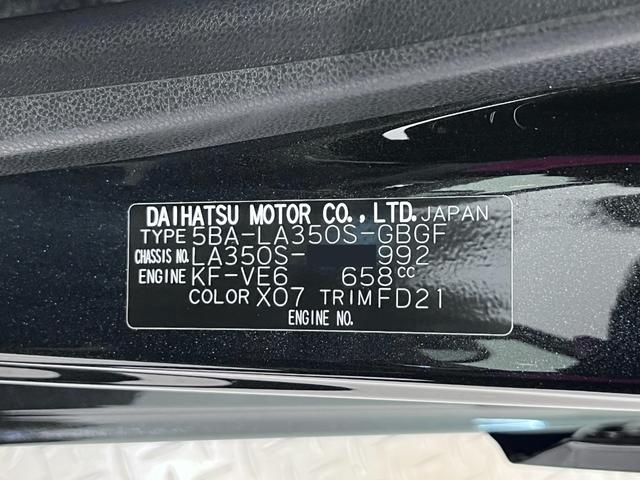 DAIHATSU MOTOR CO., LTD. JAPAN
TYPE 5BA-LA350S-GBGF
CHASSIS NO. LA350S- 992
ENGINE KF-VE6 658CC
COLOR X07 TRIM FD21
ENGINE NO.